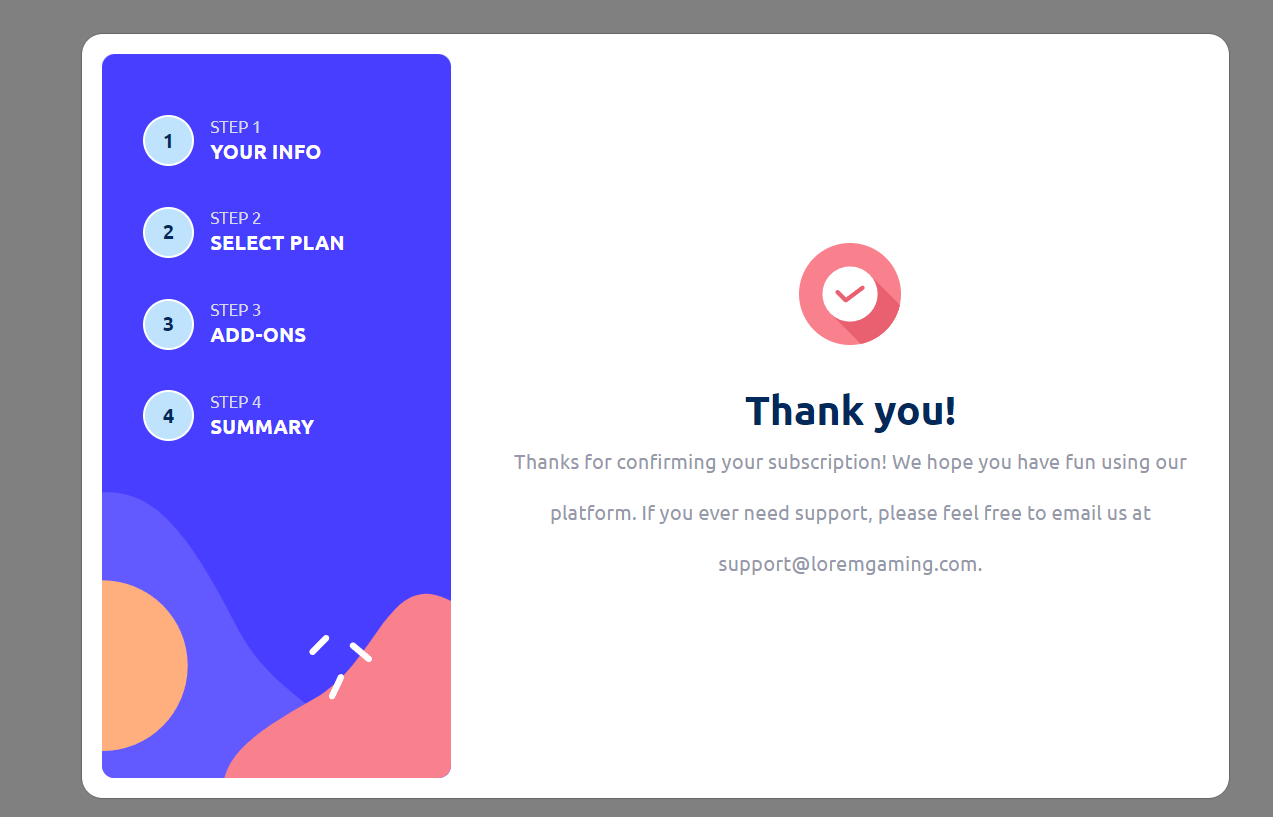 1
STEP 1
YOUR INFO
2
STEP 2
SELECT PLAN
3
STEP 3
ADD-ONS
4
STEP 4
SUMMARY
Thank you!
Thanks for confirming your subscription! We hope you have fun using our
platform. If you ever need support, please feel free to email us at
support@loremgaming.com.